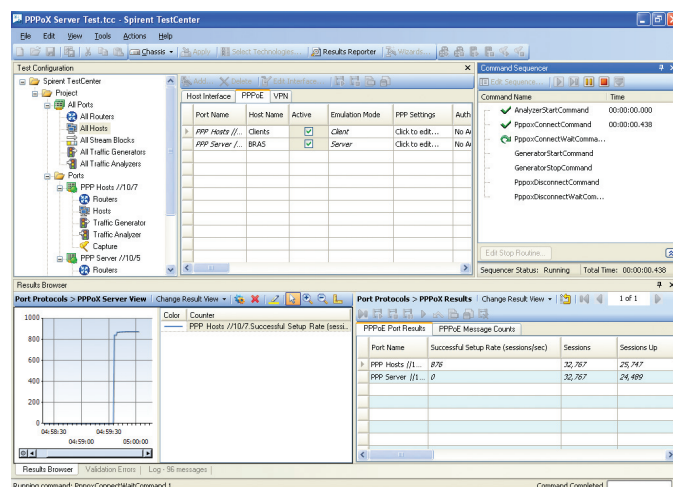 PPPoX Server Test.tcc - Spirent TestCenter
File Edit View Tools Actions Help
Chassis Apply Select Technologies... Results Reporter Wizards...
Test Configuration
Spirent TestCenter
Project
All Ports
All Routers
All Hosts
All Stream Blocks
All Traffic Generators
All Traffic Analyzers
Ports
PPP Hosts //10/7
Routers
Hosts
Traffic Generator
Traffic Analyzer
Capture
PPP Server //10/5
Routers
Add Delete Edit Interface...
Host Interface PPPoE VPN
Port Name Host Name Active Emulation Mode PPP Settings Auth
PPP Hosts //... Clients Client Click to edit... No Au
PPP Server /... BRAS Server Click to edit... No Au
Command Sequencer
Edit Sequence...
Command Name Time
AnalyzerStartCommand 00:00:00.000
PppoxConnectCommand 00:00:00.438
PppoxConnectWaitComma...
GeneratorStartCommand
GeneratorStopCommand
PppoxDisconnectCommand
PppoxDisconnectWaitCom...
Edit Stop Routine...
Sequencer Status: Running Total Time: 00:00:00.438
Results Browser
Port Protocols > PPPoX Server View Change Result View
1000
800
600
400
200
0
04:58:30 04:59:30
04:59:00 05:00:00
Color Counter
PPP Hosts //10/7.Successful Setup Rate (sessi...
Port Protocols > PPPoX Results Change Result View 1 of 1
PPPoE Port Results PPPoE Message Counts
Port Name Successful Setup Rate (sessions/sec) Sessions Sessions Up
PPP Hosts //1... 876 32,767 25,747
PPP Server //1... 0 32,767 24,489
Results Browser Validation Errors Log - 96 messages
Running command: PppoxConnectWaitCommand 1 Command Completed